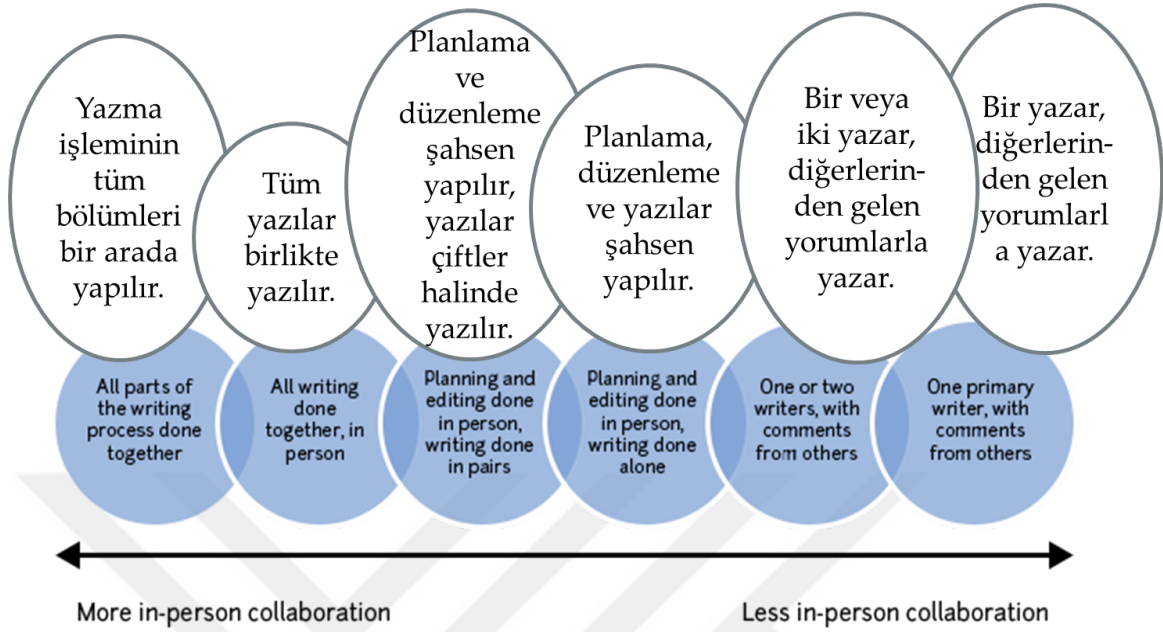 Yazma
işleminin
tüm
bölümleri
bir arada
yapılır.
Tüm
yazılar
birlikte
yazılır.
Planlama
ve
düzenleme
şahsen
yapılır,
yazılar
çiftler
halinde
yazılır.
Planlama,
düzenleme
ve yazılar
şahsen
yapılır.
Bir veya
iki yazar,
diğerlerin-
den gelen
yorumlarla
yazar.
Bir yazar,
diğerlerin-
den gelen
yorumlarl
a yazar.
All parts of
the writing
process done
together
All writing
done
together, in
person
Planning and
editing done
in person,
writing done
in pairs
Planning and
editing done
in person,
writing done
alone
One or two
writers, with
comments
from others
One primary
writer, with
comments
from others
More in-person collaboration
Less in-person collaboration